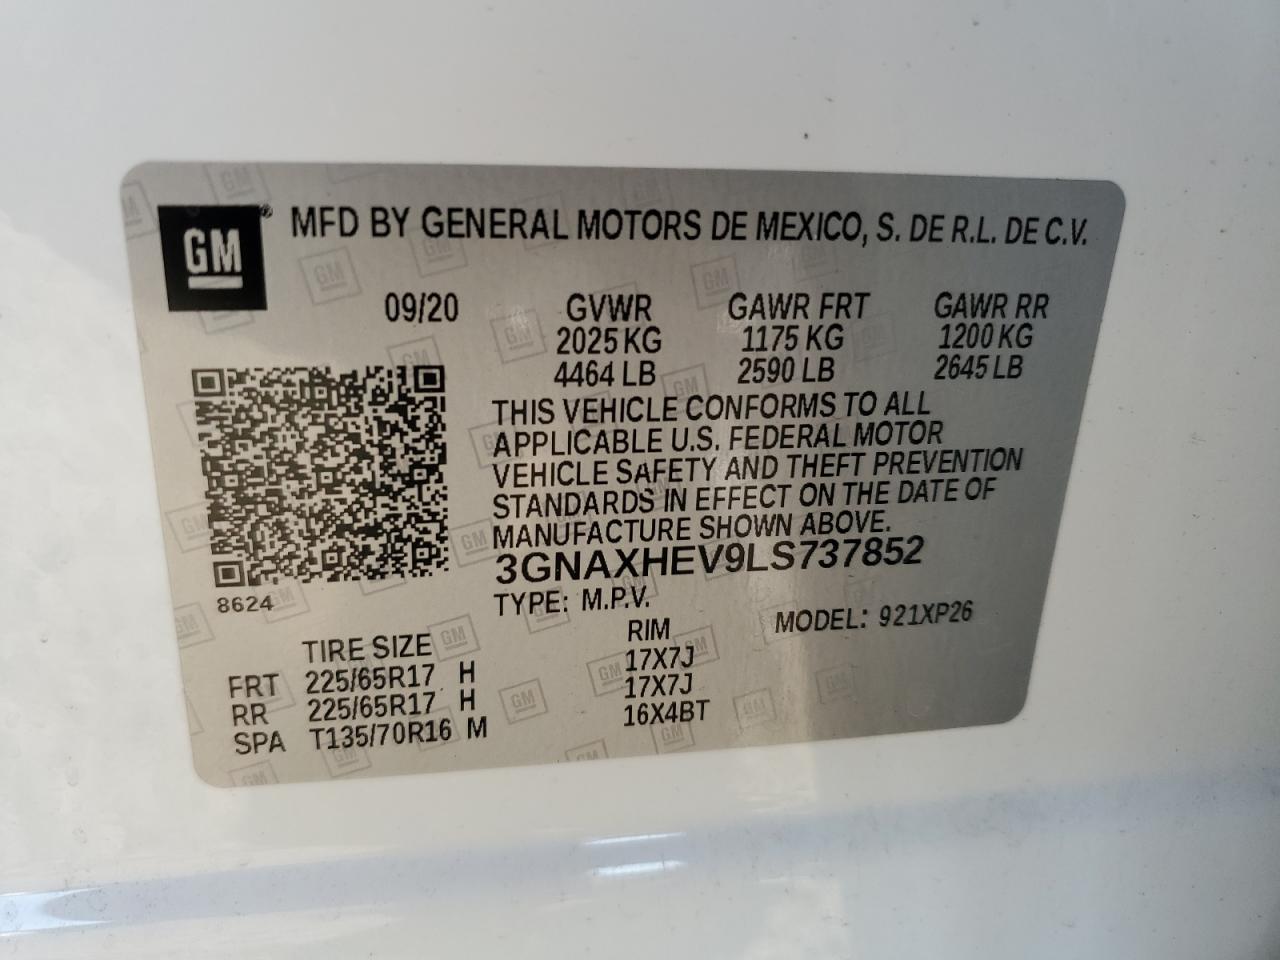 GM® MFD BY GENERAL MOTORS DE MEXICO, S. DE R.L. DE C.V.
09/20 GVWR GAWR FRT GAWR RR
2025 KG 1175 KG 1200 KG
4464 LB 2590 LB 2645 LB
THIS VEHICLE CONFORMS TO ALL
APPLICABLE U.S. FEDERAL MOTOR
VEHICLE SAFETY AND THEFT PREVENTION
STANDARDS IN EFFECT ON THE DATE OF
MANUFACTURE SHOWN ABOVE.
3GNAXHEV9LS737852
8624
TYPE: M.P.V. MODEL: 921XP26
TIRE SIZE RIM
FRT 225/65R17 H 17X7J
RR 225/65R17 H 17X7J
SPA T135/70R16 M 16X4BT